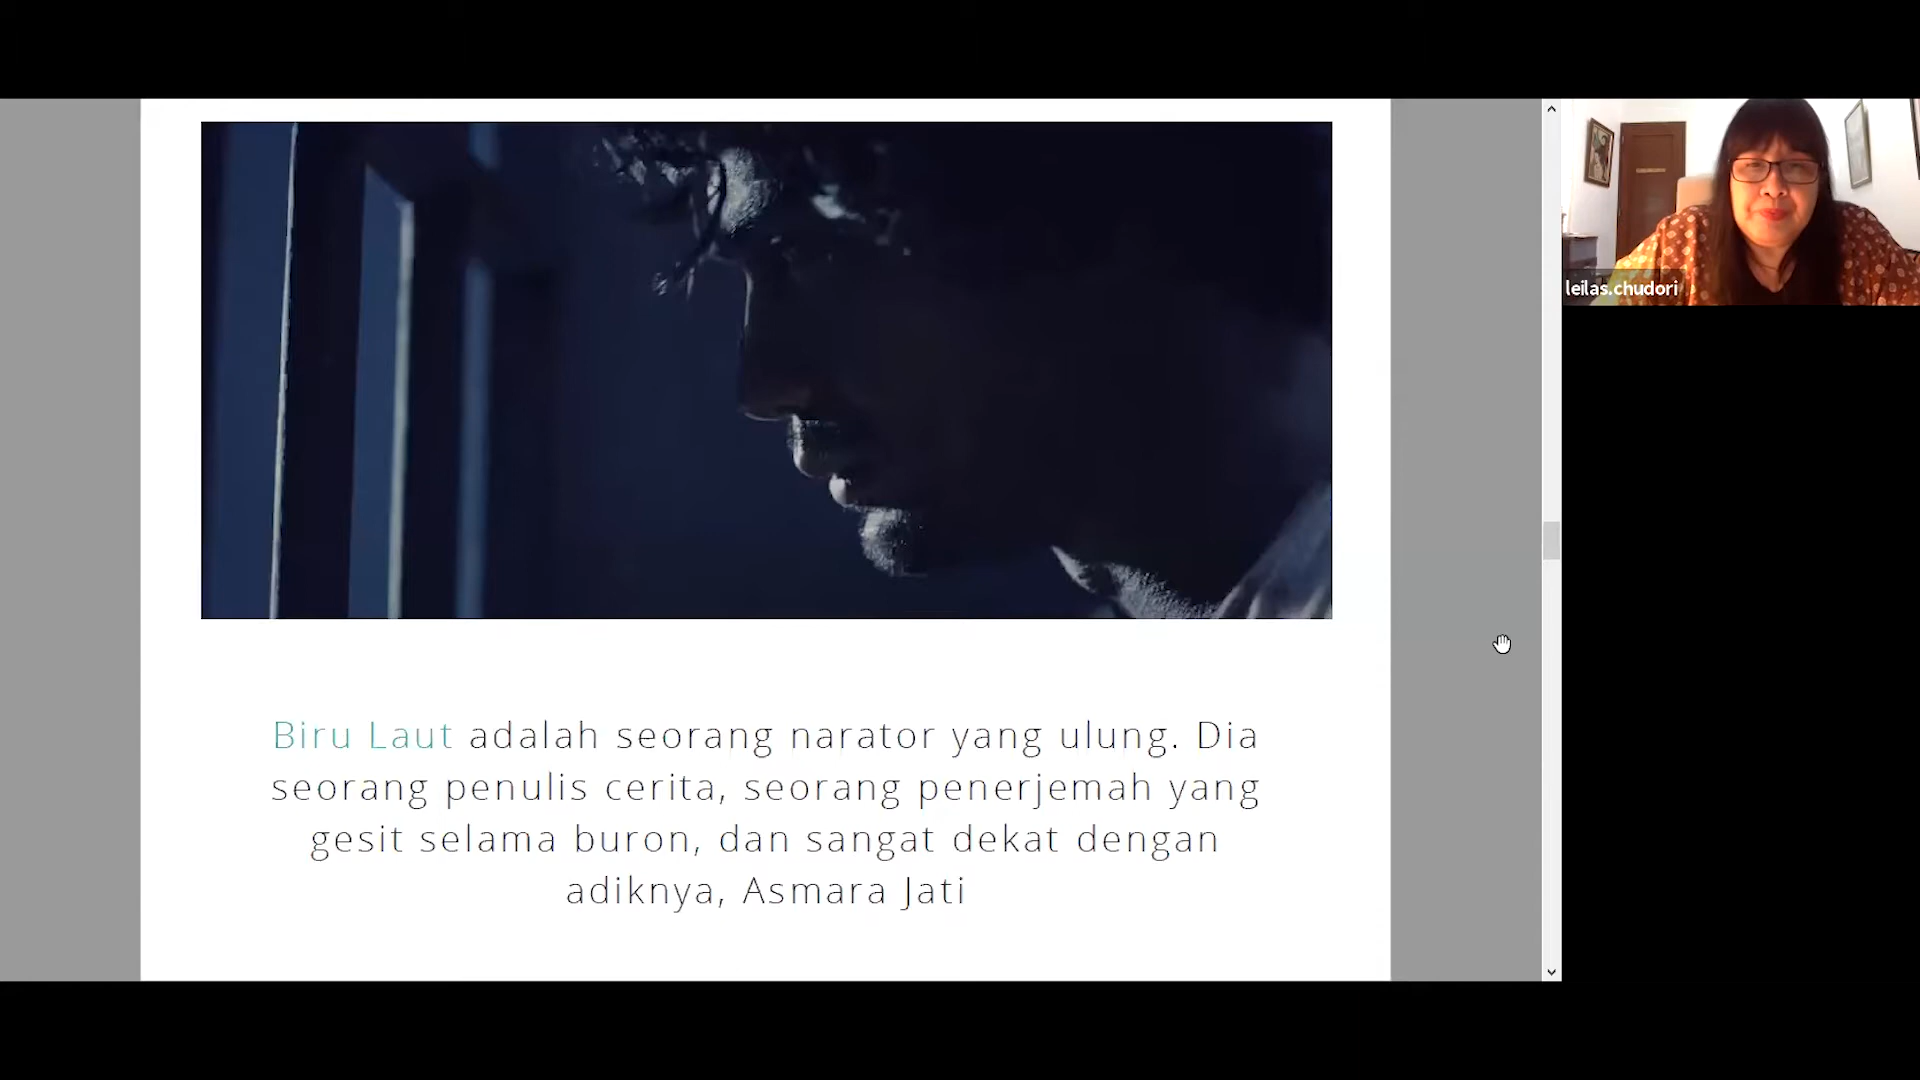 leilas.chudori
Biru Laut adalah seorang narator yang ulung. Dia
seorang penulis cerita, seorang penerjemah yang
gesit selama buron, dan sangat dekat dengan
adiknya, Asmara Jati